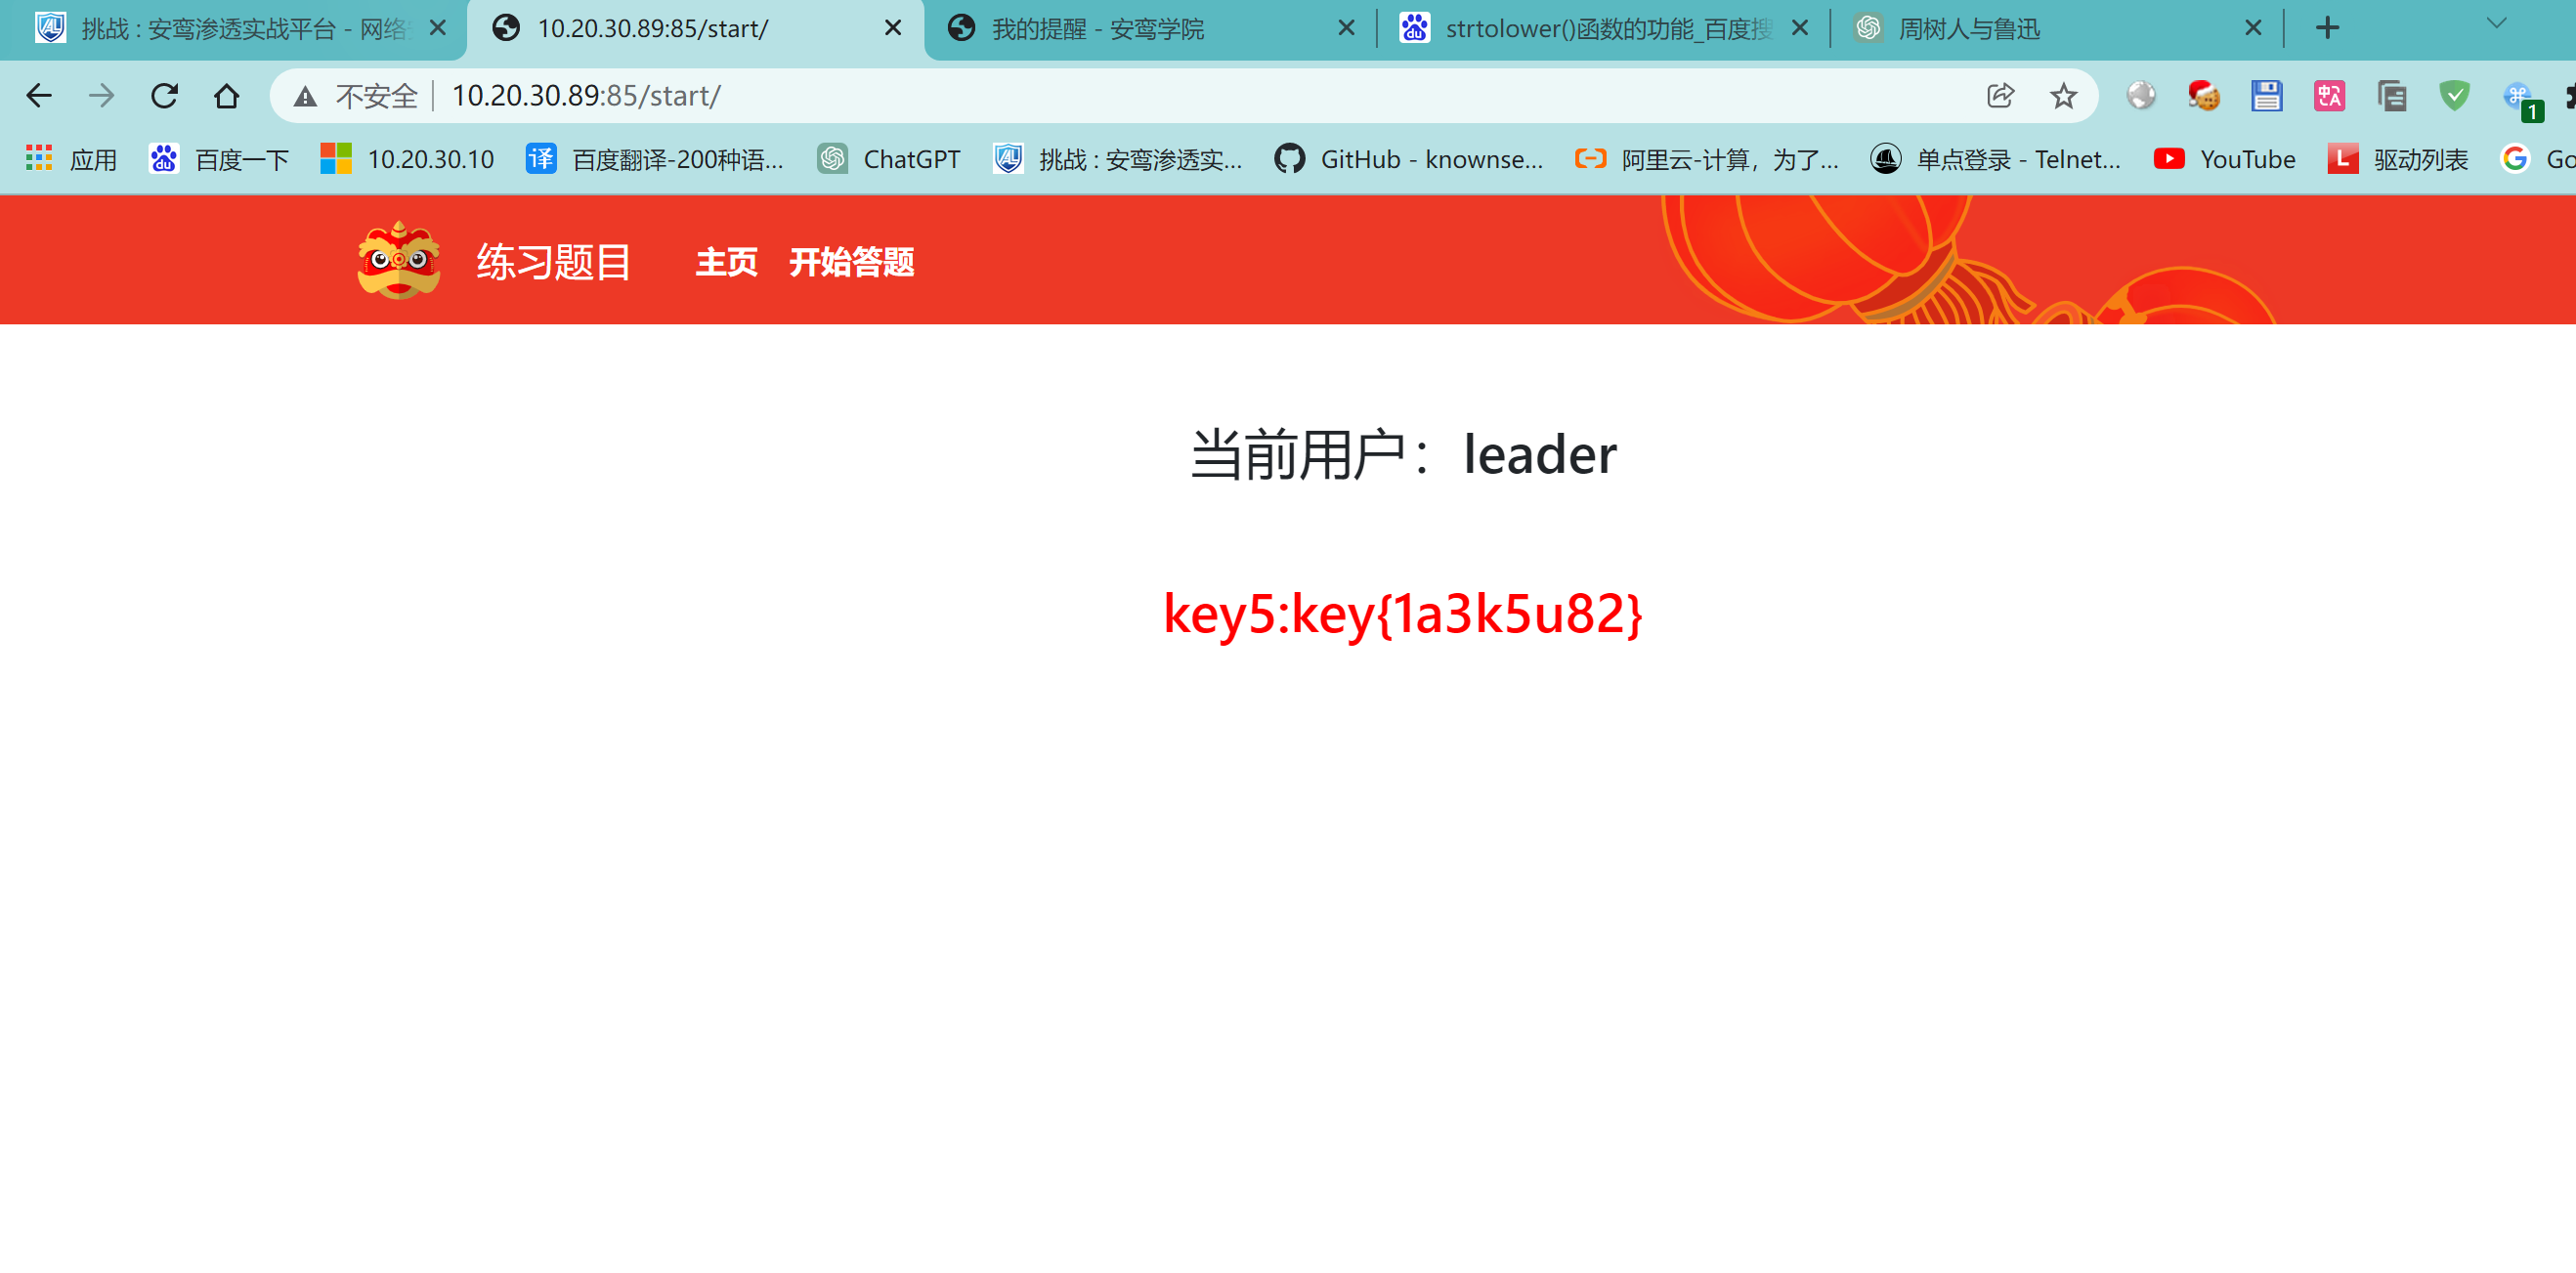 挑战 : 安鸾渗透实战平台 - 网络
10.20.30.89:85/start/
我的提醒 - 安鸾学院
strtolower()函数的功能_百度搜
周树人与鲁迅
不安全
10.20.30.89:85/start/
1
应用
百度一下
10.20.30.10
百度翻译-200种语...
ChatGPT
挑战 : 安鸾渗透实...
GitHub - knownse...
阿里云-计算，为了...
单点登录 - Telnet...
YouTube
驱动列表
Go
练习题目
主页
开始答题
当前用户：leader
key5:key{1a3k5u82}